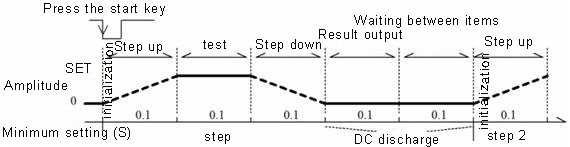 Press the start key
Waiting between items
Step up
test
Step down
Result output
Step up
SET
Amplitude
0
initialization
initialization
0.1
0.1
0.1
0.1
0.1
0.1
Minimum setting (S)
step
DC discharge
step 2